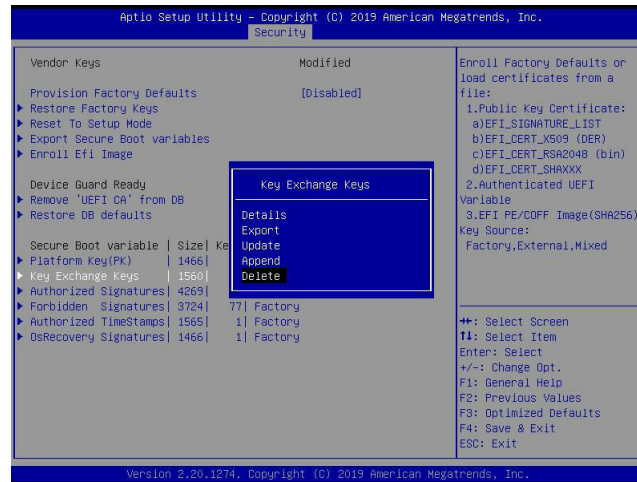 Aptio Setup Utility – Copyright (C) 2019 American Megatrends, Inc.
Security
Vendor Keys Modified
Provision Factory Defaults [Disabled]
Restore Factory Keys
Reset To Setup Mode
Export Secure Boot variables
Enroll Efi Image
Device Guard Ready
Remove 'UEFI CA' from DB
Restore DB defaults
Secure Boot variable | Size| Ke
Platform Key(PK) | 1466|
Key Exchange Keys | 1560|
Authorized Signatures| 4269|
Forbidden Signatures| 3724| 77| Factory
Authorized TimeStamps| 1565| 1| Factory
OsRecovery Signatures| 1466| 1| Factory
Key Exchange Keys
Details
Export
Update
Append
Delete
Enroll Factory Defaults or
load certificates from a
file:
1.Public Key Certificate:
a)EFI_SIGNATURE_LIST
b)EFI_CERT_X509 (DER)
c)EFI_CERT_RSA2048 (bin)
d)EFI_CERT_SHAXXX
2.Authenticated UEFI
Variable
3.EFI PE/COFF Image(SHA256)
Key Source:
Factory,External,Mixed
→←: Select Screen
↑↓: Select Item
Enter: Select
+/-: Change Opt.
F1: General Help
F2: Previous Values
F3: Optimized Defaults
F4: Save & Exit
ESC: Exit
Version 2.20.1274. Copyright (C) 2019 American Megatrends, Inc.